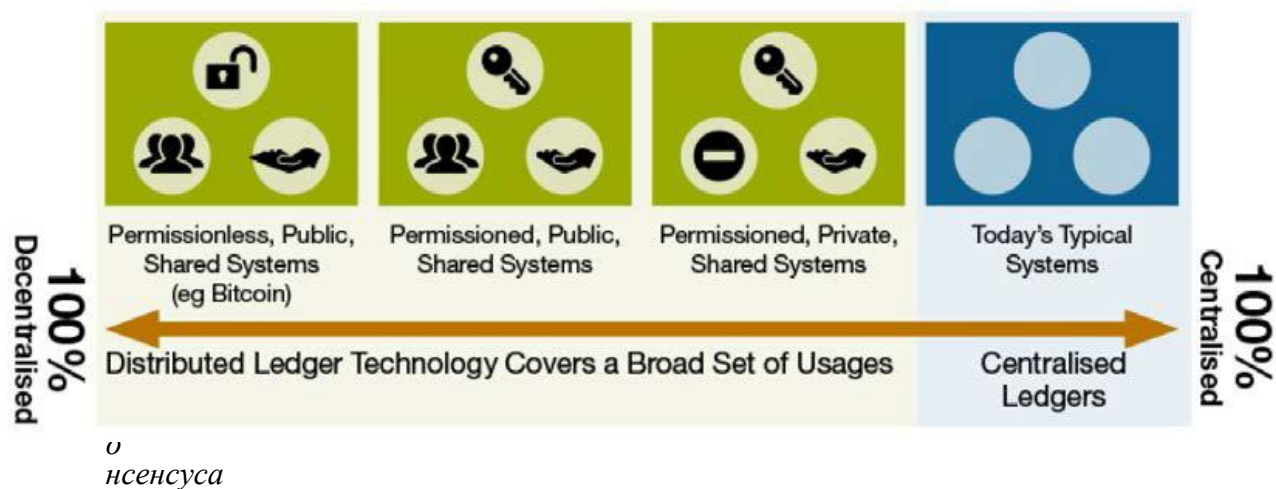 Permissionless, Public,
Shared Systems
(eg Bitcoin)
Permissioned, Public,
Shared Systems
Permissioned, Private,
Shared Systems
Today's Typical
Systems
100%
Decentralised
100%
Centralised
Distributed Ledger Technology Covers a Broad Set of Usages
Centralised
Ledgers
о
нсенсуса